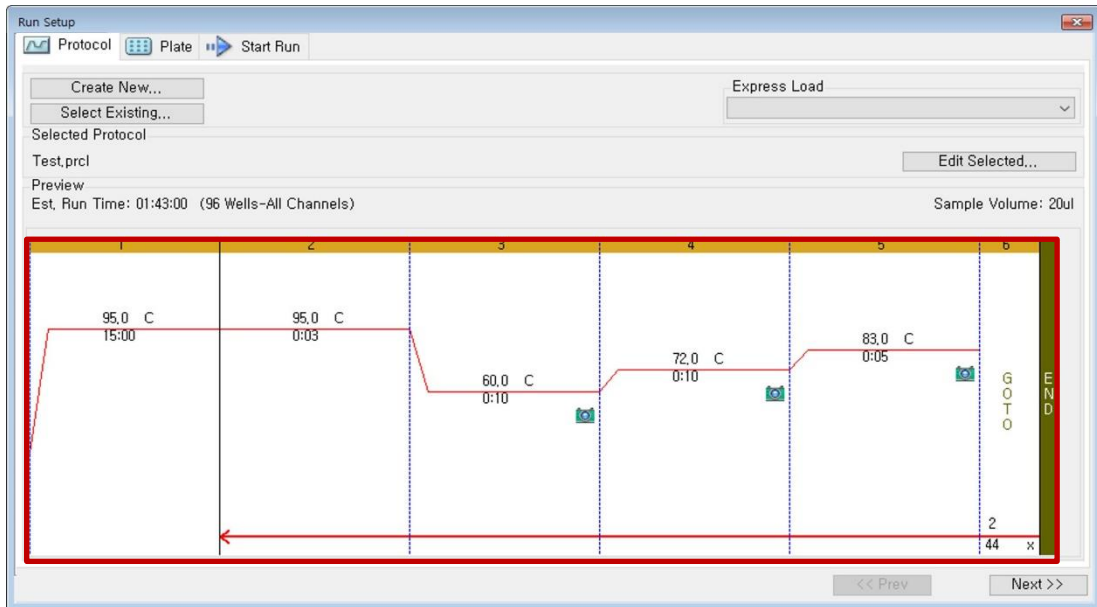 Run Setup
Protocol Plate Start Run
Create New...
Express Load
Select Existing...
Selected Protocol
Test.prcl
Edit Selected...
Preview
Est. Run Time: 01:43:00 (96 Wells-All Channels)
Sample Volume: 20ul
1 2 3 4 5 6
95.0 C
15:00
95.0 C
0:03
60.0 C
0:10
72.0 C
0:10
83.0 C
0:05
GOTO
END
2
44 x
<< Prev
Next >>